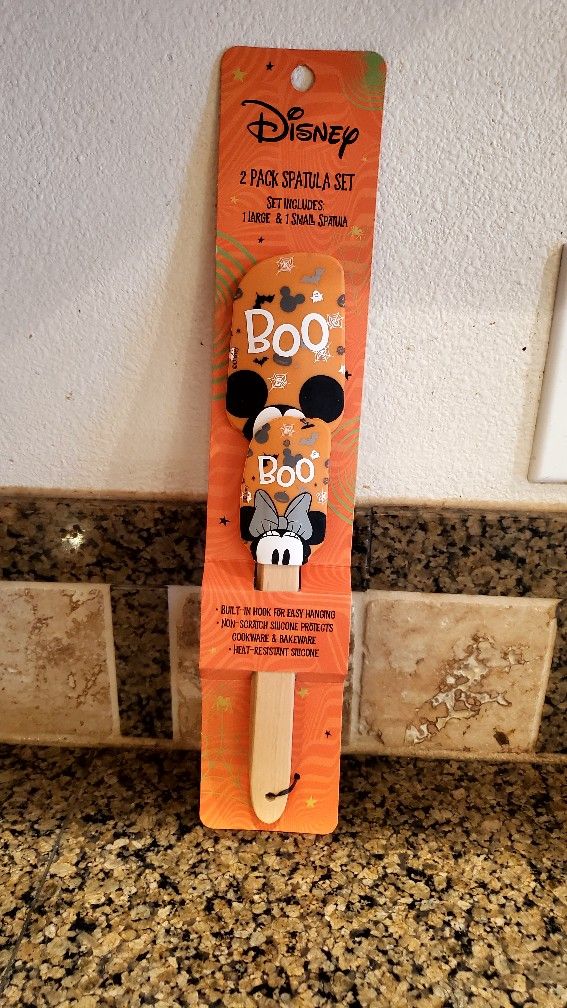 Disney
2 PACK SPATULA SET
SET INCLUDES:
1 LARGE & 1 SMALL SPATULA
BOO
BOO
• BUILT-IN HOOK FOR EASY HANGING
• NON-SCRATCH SILICONE PROTECTS
COOKWARE & BAKEWARE
• HEAT-RESISTANT SILICONE